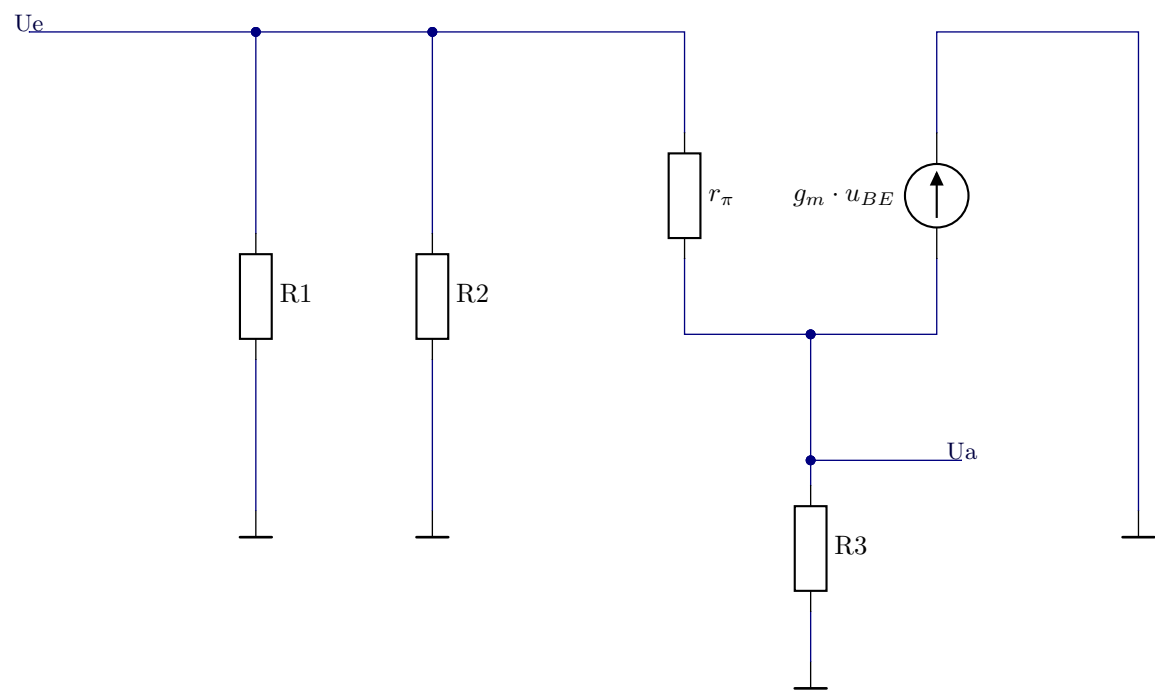 Ue
r_π
g_m · u_BE
R1
R2
Ua
R3